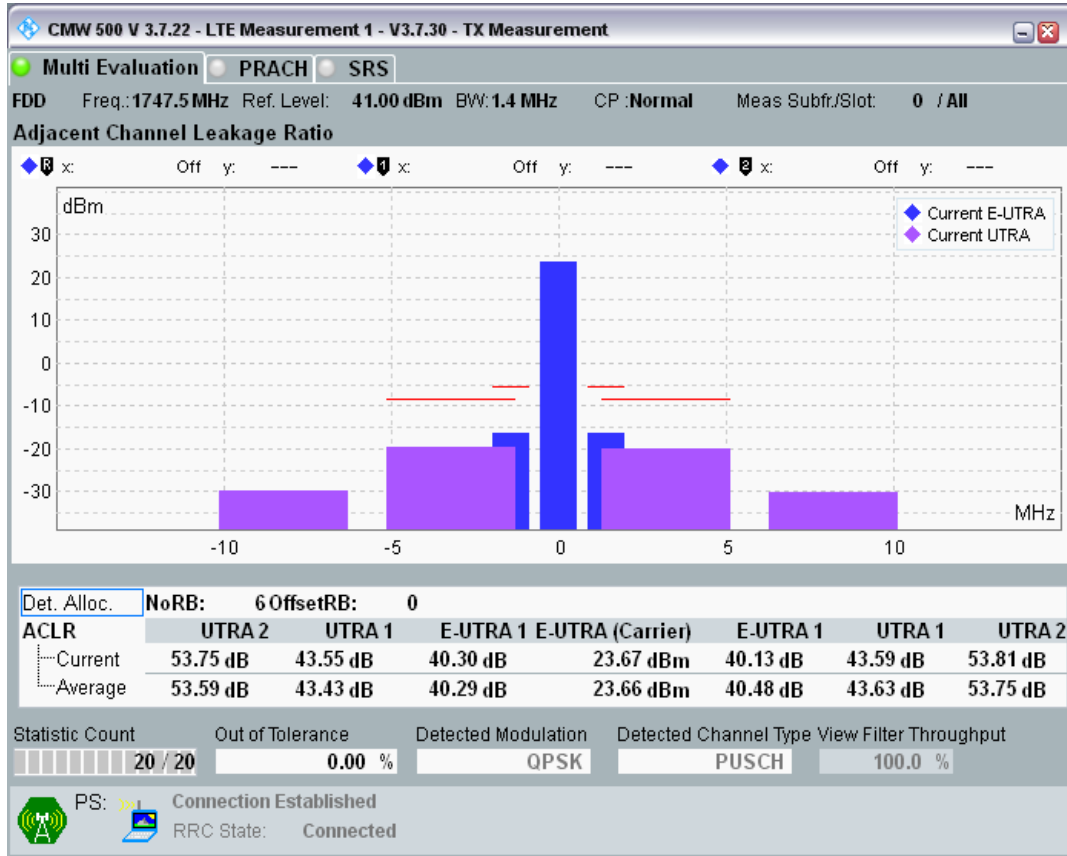 CMW 500 V 3.7.22 - LTE Measurement 1 - V3.7.30 - TX Measurement
Multi Evaluation PRACH SRS
FDD Freq.: 1747.5 MHz Ref. Level: 41.00 dBm BW: 1.4 MHz CP :Normal Meas Subfr./Slot: 0 / All
Adjacent Channel Leakage Ratio
R x: Off y: --- 1 x: Off y: --- 2 x: Off y: ---
dBm
Current E-UTRA
Current UTRA
30
20
10
0
-10
-20
-30
MHz
-10 -5 0 5 10
Det. Alloc. NoRB: 6 OffsetRB: 0
ACLR UTRA 2 UTRA 1 E-UTRA 1 E-UTRA (Carrier) E-UTRA 1 UTRA 1 UTRA 2
Current 53.75 dB 43.55 dB 40.30 dB 23.67 dBm 40.13 dB 43.59 dB 53.81 dB
Average 53.59 dB 43.43 dB 40.29 dB 23.66 dBm 40.48 dB 43.63 dB 53.75 dB
Statistic Count Out of Tolerance Detected Modulation Detected Channel Type View Filter Throughput
20 / 20 0.00 % QPSK PUSCH 100.0 %
PS: Connection Established
RRC State: Connected